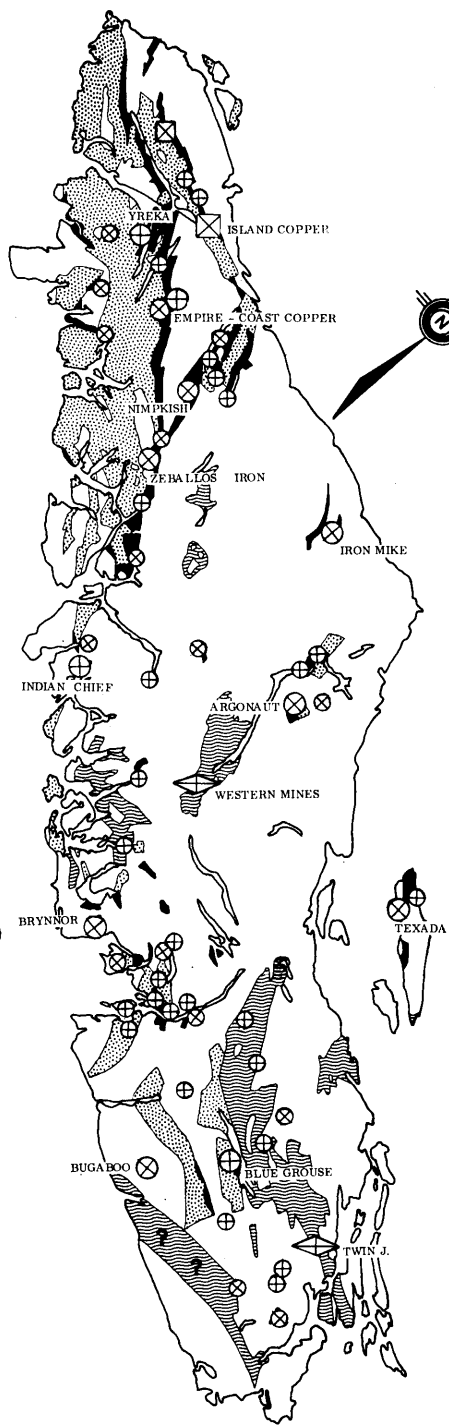 YREKA
ISLAND COPPER
N
EMPIRE - COAST COPPER
NIMPKISH
ZEBALLOS IRON
IRON MIKE
INDIAN CHIEF
ARGONAUT
WESTERN MINES
BRYNNOR
TEXADA
BUGABOO
BLUE GROUSE
TWIN J.
?
?